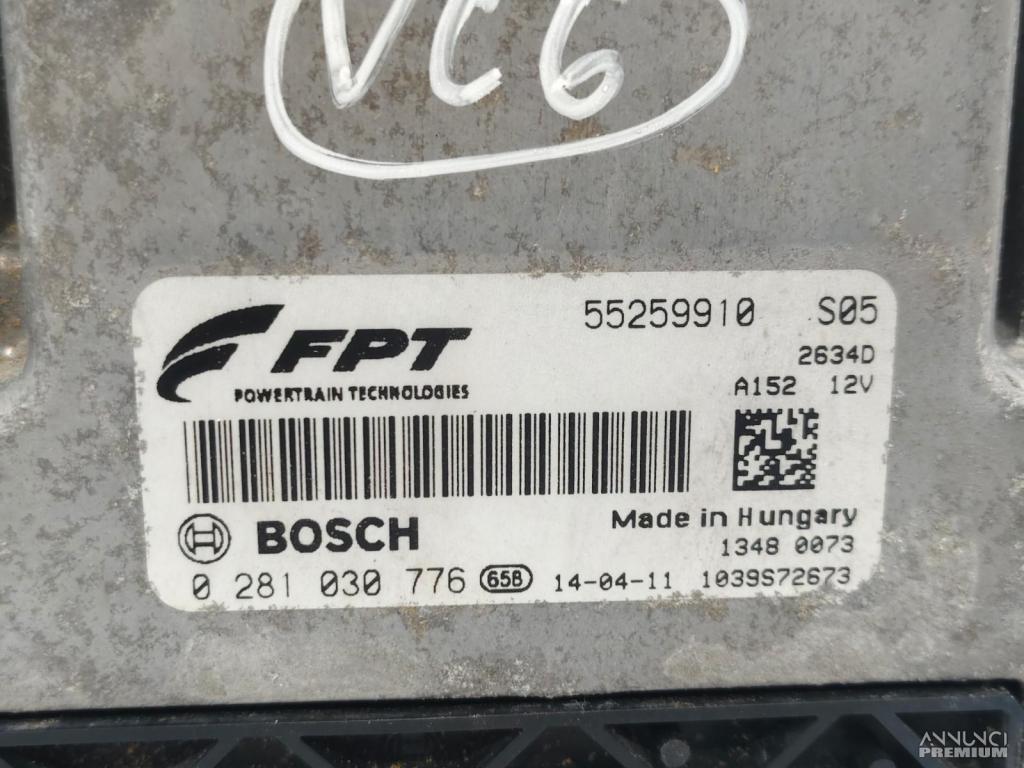 VC6
55259910 S05
FPT
2634D
POWERTRAIN TECHNOLOGIES
A152 12V
BOSCH
Made in Hungary
1348 0073
0 281 030 776 65B 14-04-11 1039S72673
ANNUNCI
PREMIUM